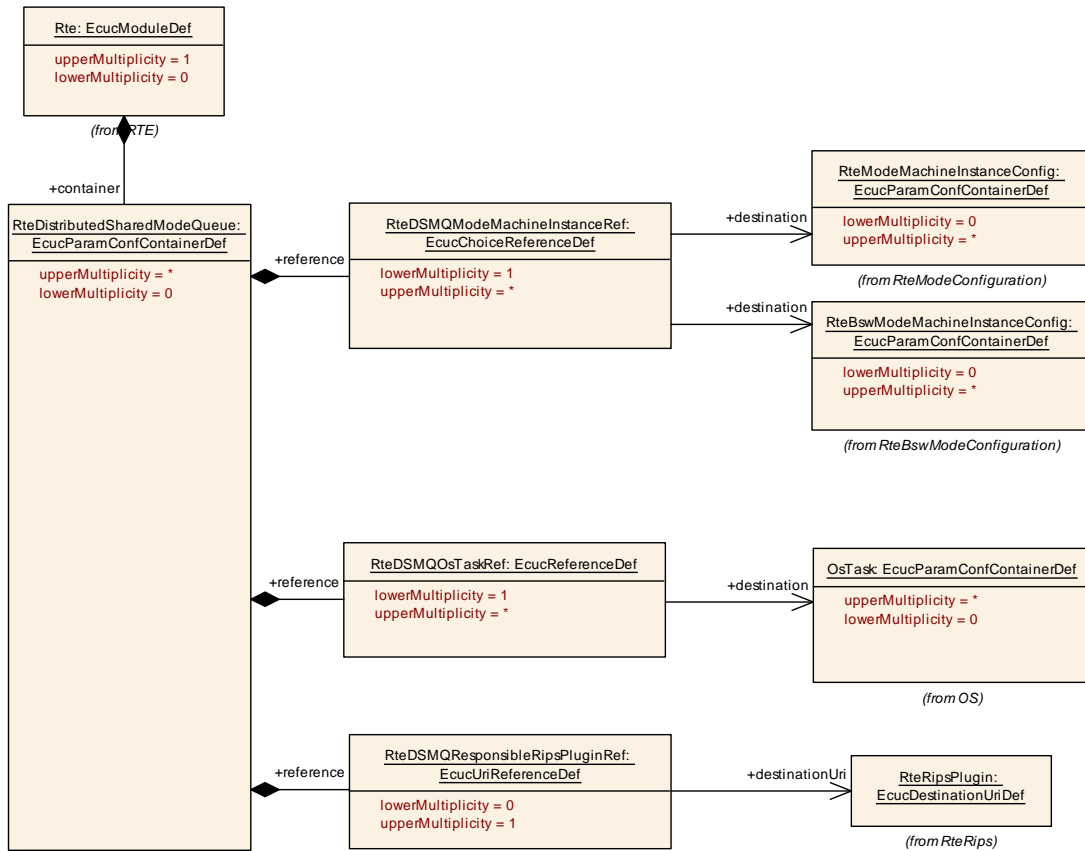 Rte: EcucModuleDef
upperMultiplicity = 1
lowerMultiplicity = 0
(from RTE)
+container
RteDistributedSharedModeQueue:
EcucParamConfContainerDef
upperMultiplicity = *
lowerMultiplicity = 0
+reference
RteDSMQModeMachineInstanceRef:
EcucChoiceReferenceDef
lowerMultiplicity = 1
upperMultiplicity = *
+destination
RteModeMachineInstanceConfig:
EcucParamConfContainerDef
lowerMultiplicity = 0
upperMultiplicity = *
(from RteModeConfiguration)
+destination
RteBswModeMachineInstanceConfig:
EcucParamConfContainerDef
lowerMultiplicity = 0
upperMultiplicity = *
(from RteBswModeConfiguration)
+reference
RteDSMQOsTaskRef: EcucReferenceDef
lowerMultiplicity = 1
upperMultiplicity = *
+destination
OsTask: EcucParamConfContainerDef
upperMultiplicity = *
lowerMultiplicity = 0
(from OS)
+reference
RteDSMQResponsibleRipsPluginRef:
EcucUriReferenceDef
lowerMultiplicity = 0
upperMultiplicity = 1
+destinationUri
RteRipsPlugin:
EcucDestinationUriDef
(from RteRips)